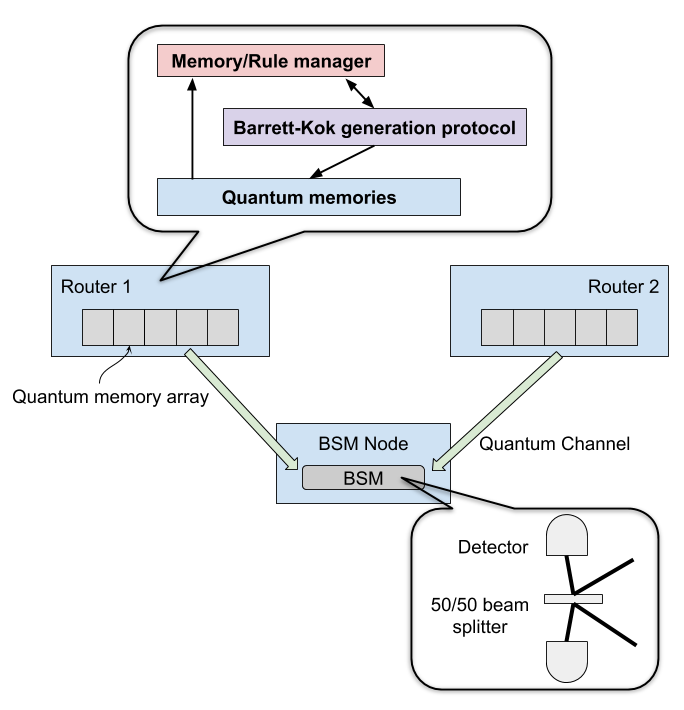 Memory/Rule manager
Barrett-Kok generation protocol
Quantum memories
Router 1
Router 2
Quantum memory array
BSM Node
Quantum Channel
BSM
Detector
50/50 beam
splitter